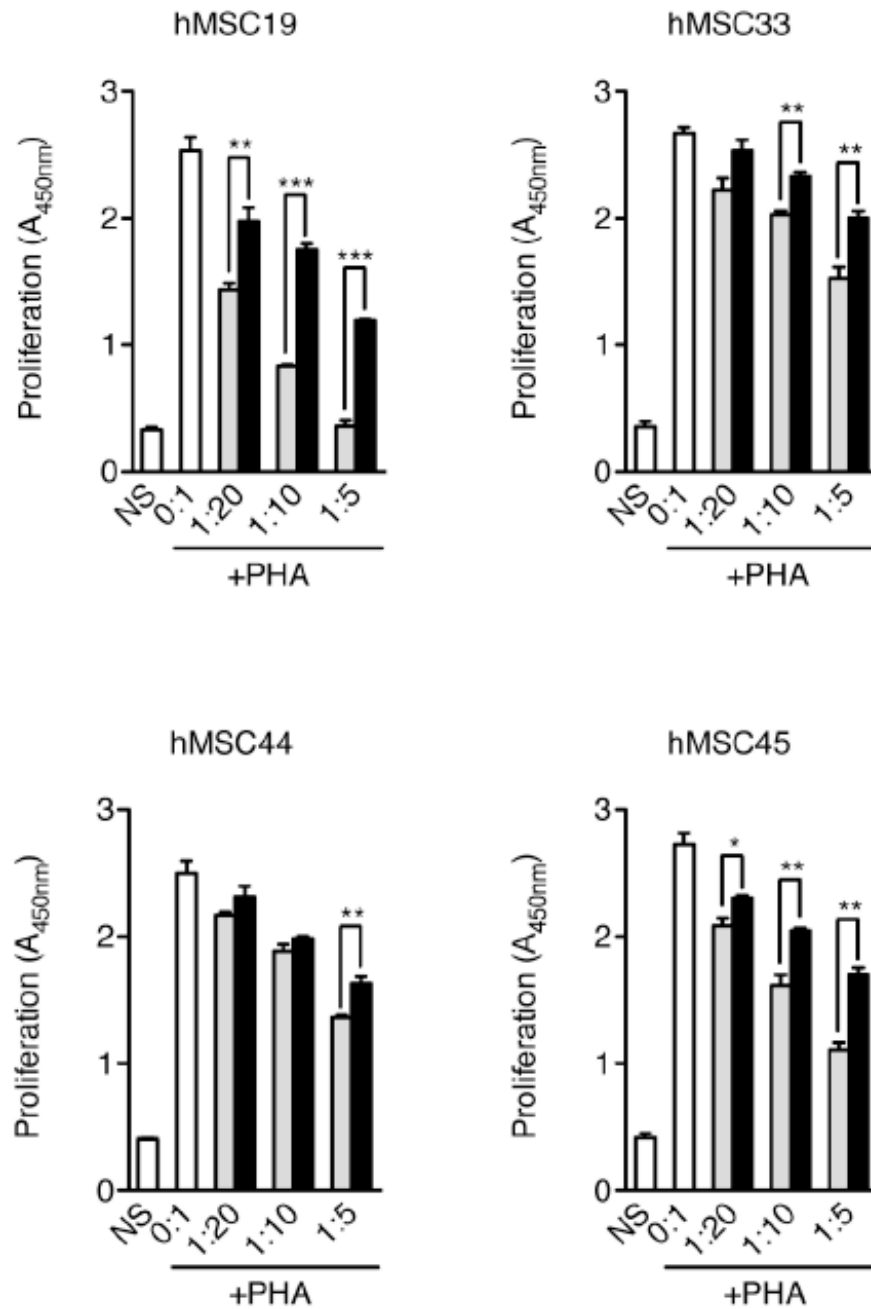 hMSC19
Proliferation (A450nm)
3
2
1
0
**
***
***
NS
0:1
1:20
1:10
1:5
+PHA
hMSC33
Proliferation (A450nm)
3
2
1
0
**
**
NS
0:1
1:20
1:10
1:5
+PHA
hMSC44
Proliferation (A450nm)
3
2
1
0
**
NS
0:1
1:20
1:10
1:5
+PHA
hMSC45
Proliferation (A450nm)
3
2
1
0
*
**
**
NS
0:1
1:20
1:10
1:5
+PHA